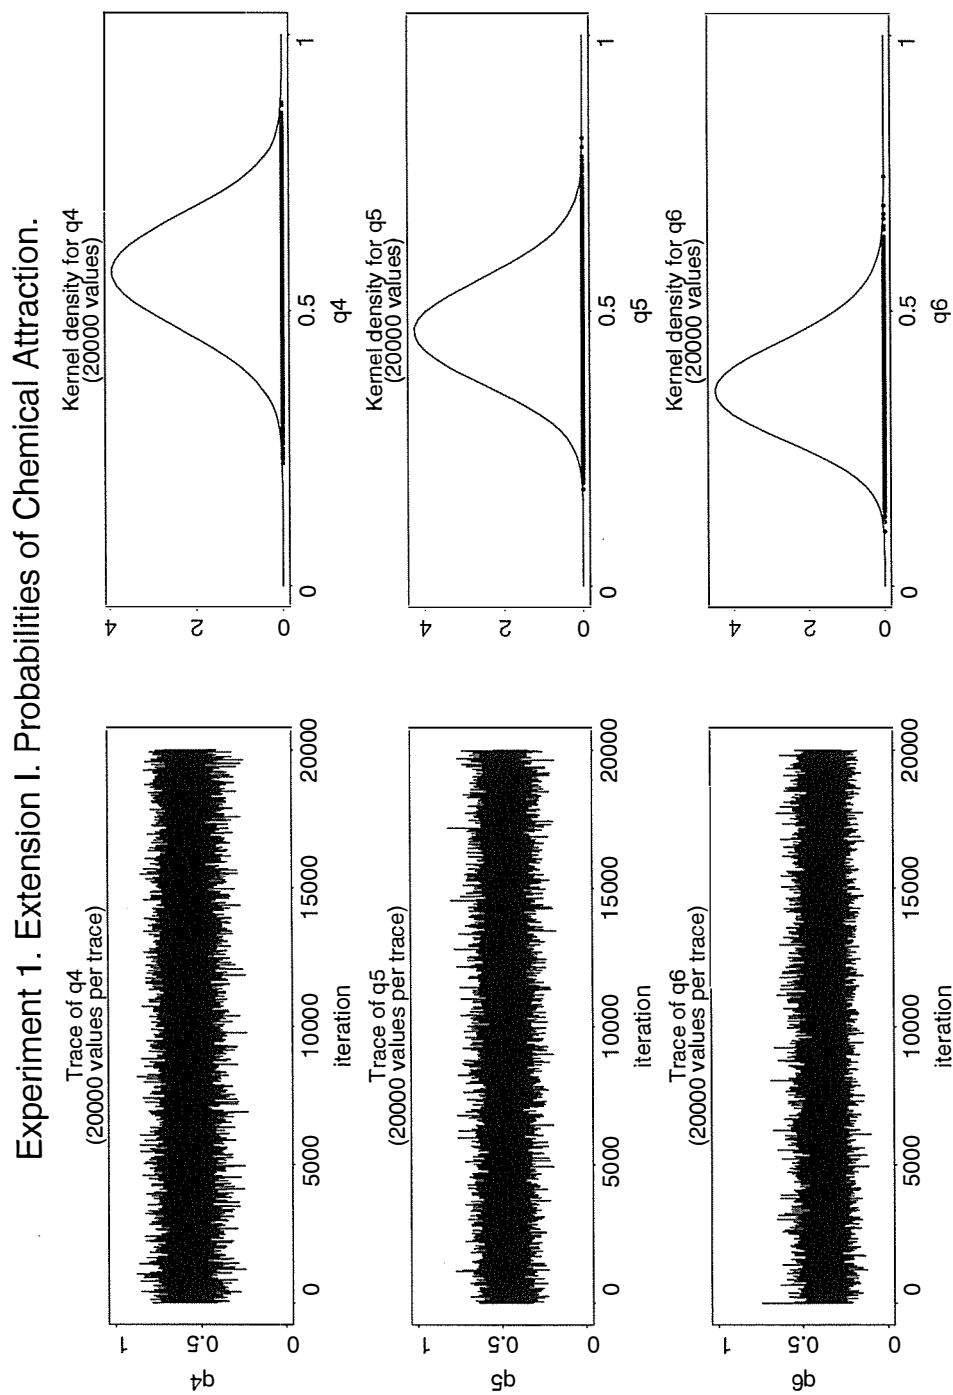 Experiment 1. Extension I. Probabilities of Chemical Attraction.
Trace of q4
(20000 values per trace)
1
0.5
0
q4
0
5000
10000
15000
20000
iteration
Kernel density for q4
(20000 values)
4
2
0
0
0.5
1
q4
Trace of q5
(20000 values per trace)
1
0.5
0
q5
0
5000
10000
15000
20000
iteration
Kernel density for q5
(20000 values)
4
2
0
0
0.5
1
q5
Trace of q6
(20000 values per trace)
1
0.5
0
q6
0
5000
10000
15000
20000
iteration
Kernel density for q6
(20000 values)
4
2
0
0
0.5
1
q6